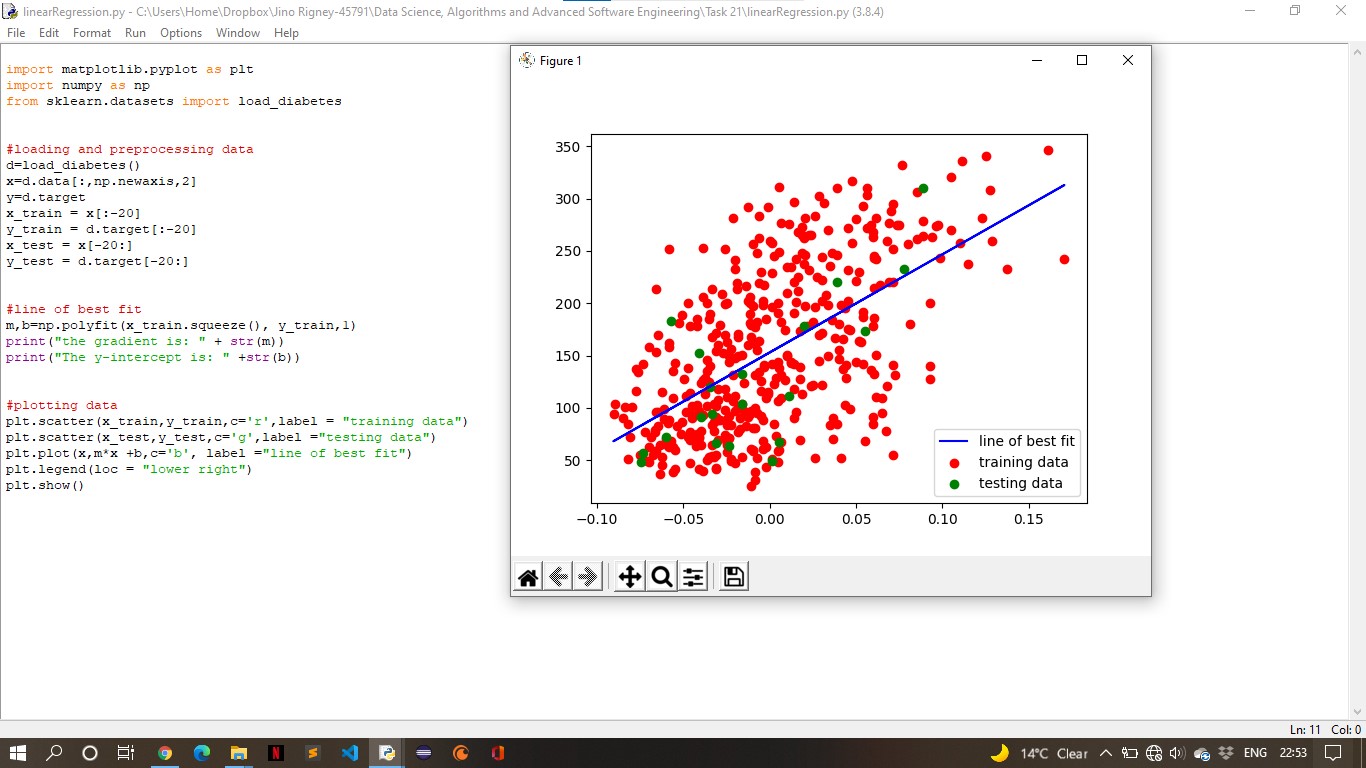 linearRegression.py - C:\Users\Home\Dropbox\Jino Rigney-45791\Data Science, Algorithms and Advanced Software Engineering\Task 21\linearRegression.py (3.8.4)
File Edit Format Run Options Window Help
import matplotlib.pyplot as plt
import numpy as np
from sklearn.datasets import load_diabetes
#loading and preprocessing data
d=load_diabetes()
x=d.data[:,np.newaxis,2]
y=d.target
x_train = x[:-20]
y_train = d.target[:-20]
x_test = x[-20:]
y_test = d.target[-20:]
#line of best fit
m,b=np.polyfit(x_train.squeeze(), y_train,1)
print("the gradient is: " + str(m))
print("The y-intercept is: " +str(b))
#plotting data
plt.scatter(x_train,y_train,c='r',label = "training data")
plt.scatter(x_test,y_test,c='g',label ="testing data")
plt.plot(x,m*x +b,c='b', label ="line of best fit")
plt.legend(loc = "lower right")
plt.show()
Figure 1
350
300
250
200
150
100
50
−0.10 −0.05 0.00 0.05 0.10 0.15
line of best fit
training data
testing data
Ln: 11 Col: 0
N
14°C Clear ENG 22:53